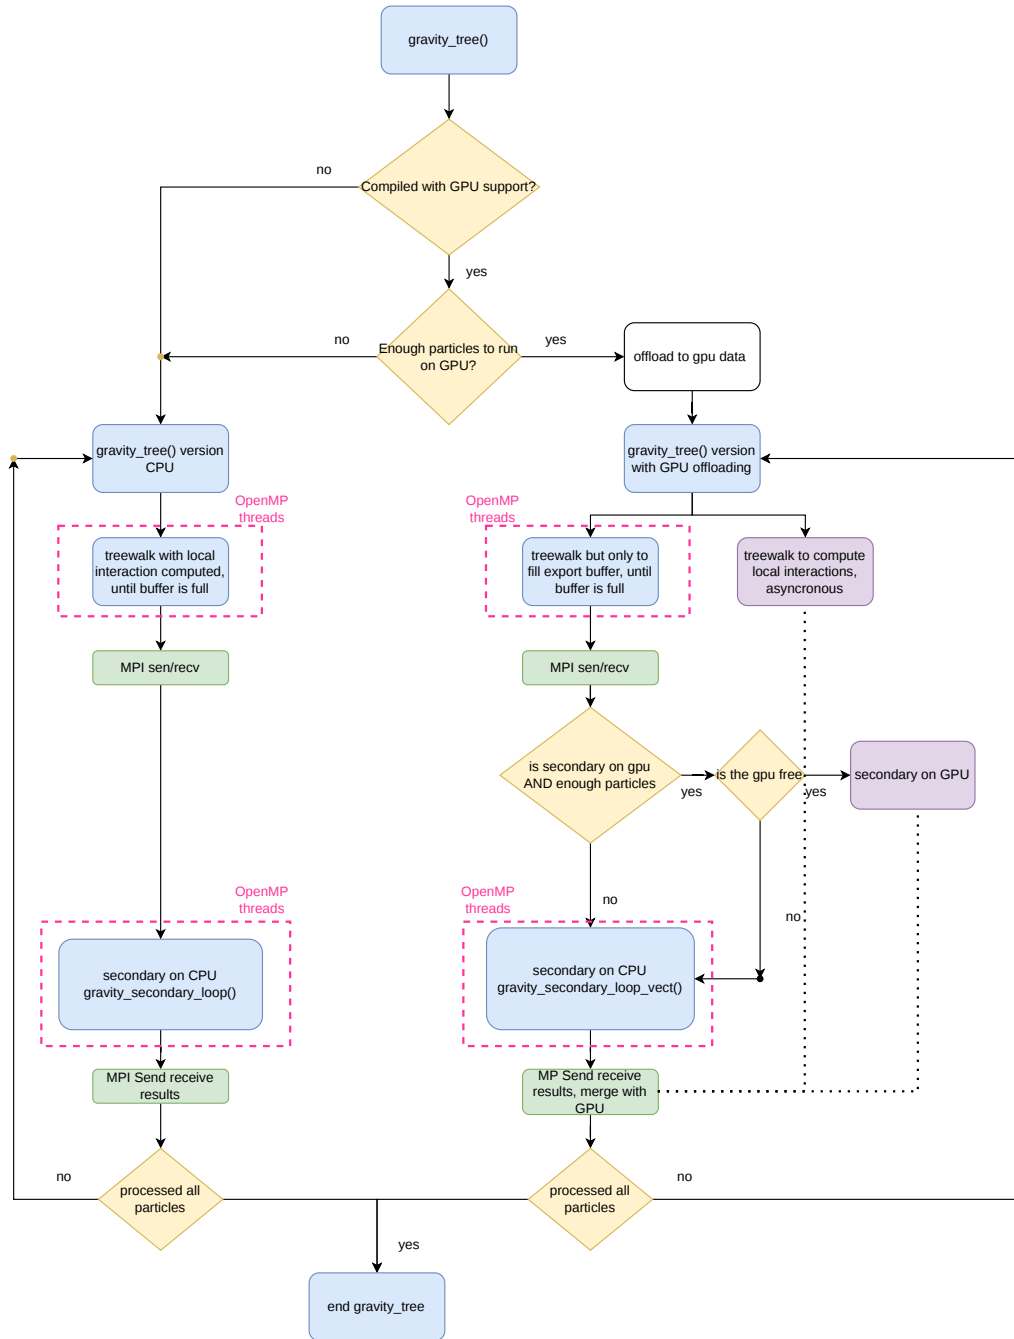 gravity_tree()
no
Compiled with GPU support?
yes
no
Enough particles to run
on GPU?
yes
offload to gpu data
gravity_tree() version
CPU
gravity_tree() version
with GPU offloading
OpenMP
threads
OpenMP
threads
treewalk with local
interaction computed,
until buffer is full
treewalk but only to
fill export buffer, until
buffer is full
treewalk to compute
local interactions,
asyncronous
MPI sen/recv
MPI sen/recv
is secondary on gpu
AND enough particles
yes
is the gpu free
yes
secondary on GPU
OpenMP
threads
OpenMP
threads
no
no
secondary on CPU
gravity_secondary_loop()
secondary on CPU
gravity_secondary_loop_vect()
MPI Send receive
results
MP Send receive
results, merge with
GPU
no
processed all
particles
processed all
particles
no
yes
end gravity_tree